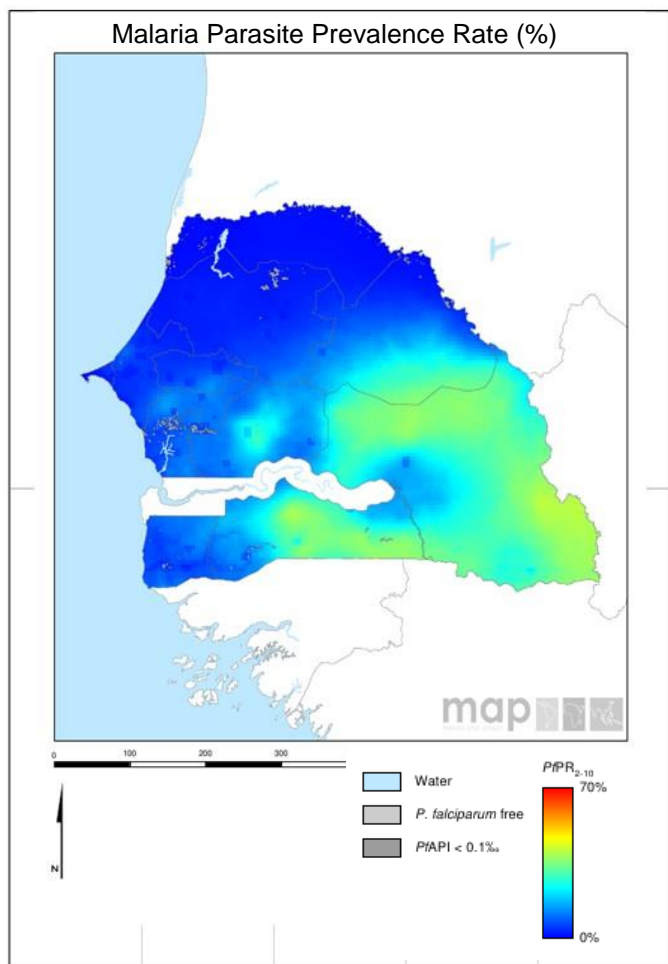 Malaria Parasite Prevalence Rate (%)
map
0 100 200 300
N
Water
P. falciparum free
PfAPI < 0.1‰
PfPR2-10
70%
0%